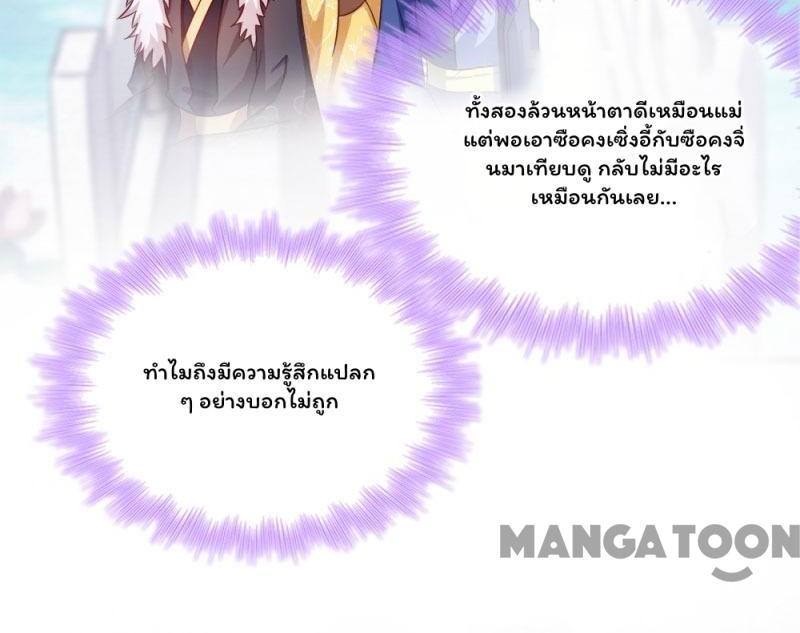 ทั้งสองล้วนหน้าตาดีเหมือนแม่
แต่พอเอาซือคงเซิ่งอี้กับซือคงจิ่
นมาเทียบดู กลับไม่มีอะไร
เหมือนกันเลย...
ทำไมถึงมีความรู้สึกแปลก
ๆ อย่างบอกไม่ถูก
MANGATOON